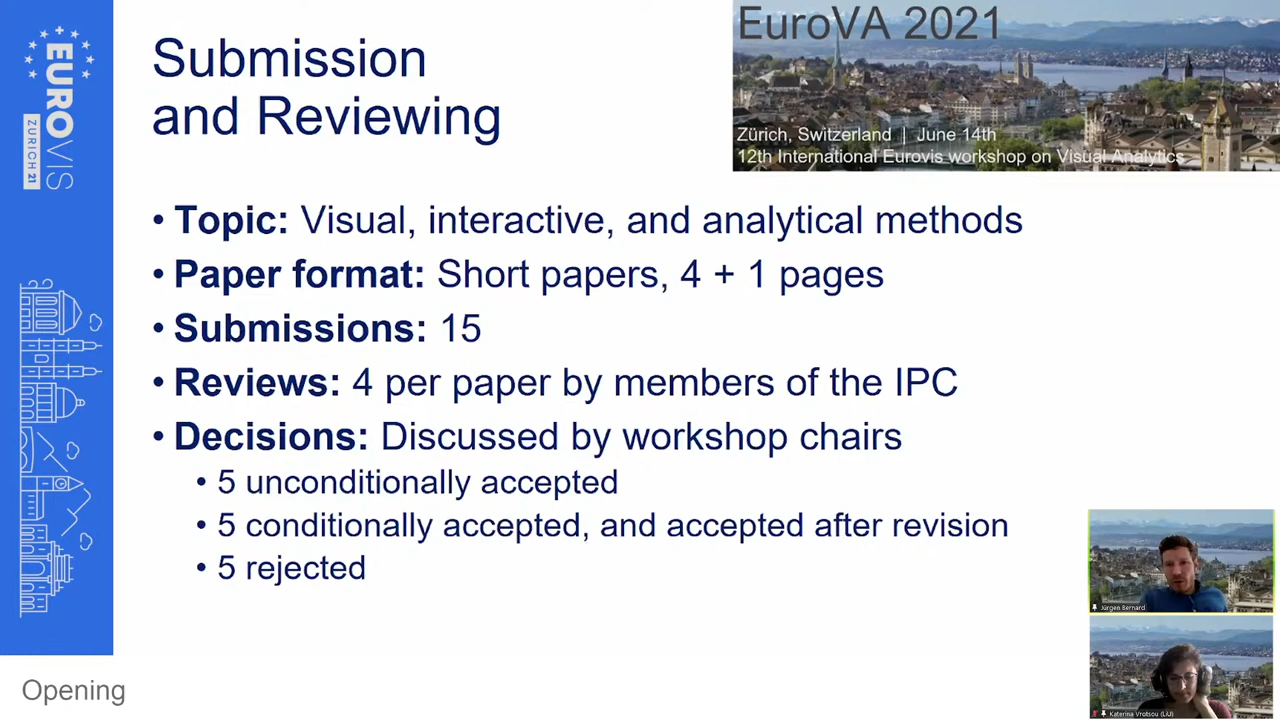 EUROVIS
ZURICH 21
Submission
and Reviewing
EuroVA 2021
Zürich, Switzerland | June 14th
12th International Eurovis workshop on Visual Analytics
• Topic: Visual, interactive, and analytical methods
• Paper format: Short papers, 4 + 1 pages
• Submissions: 15
• Reviews: 4 per paper by members of the IPC
• Decisions: Discussed by workshop chairs
• 5 unconditionally accepted
• 5 conditionally accepted, and accepted after revision
• 5 rejected
Jürgen Bernard
Katerina Vrotsou (LiU)
Opening